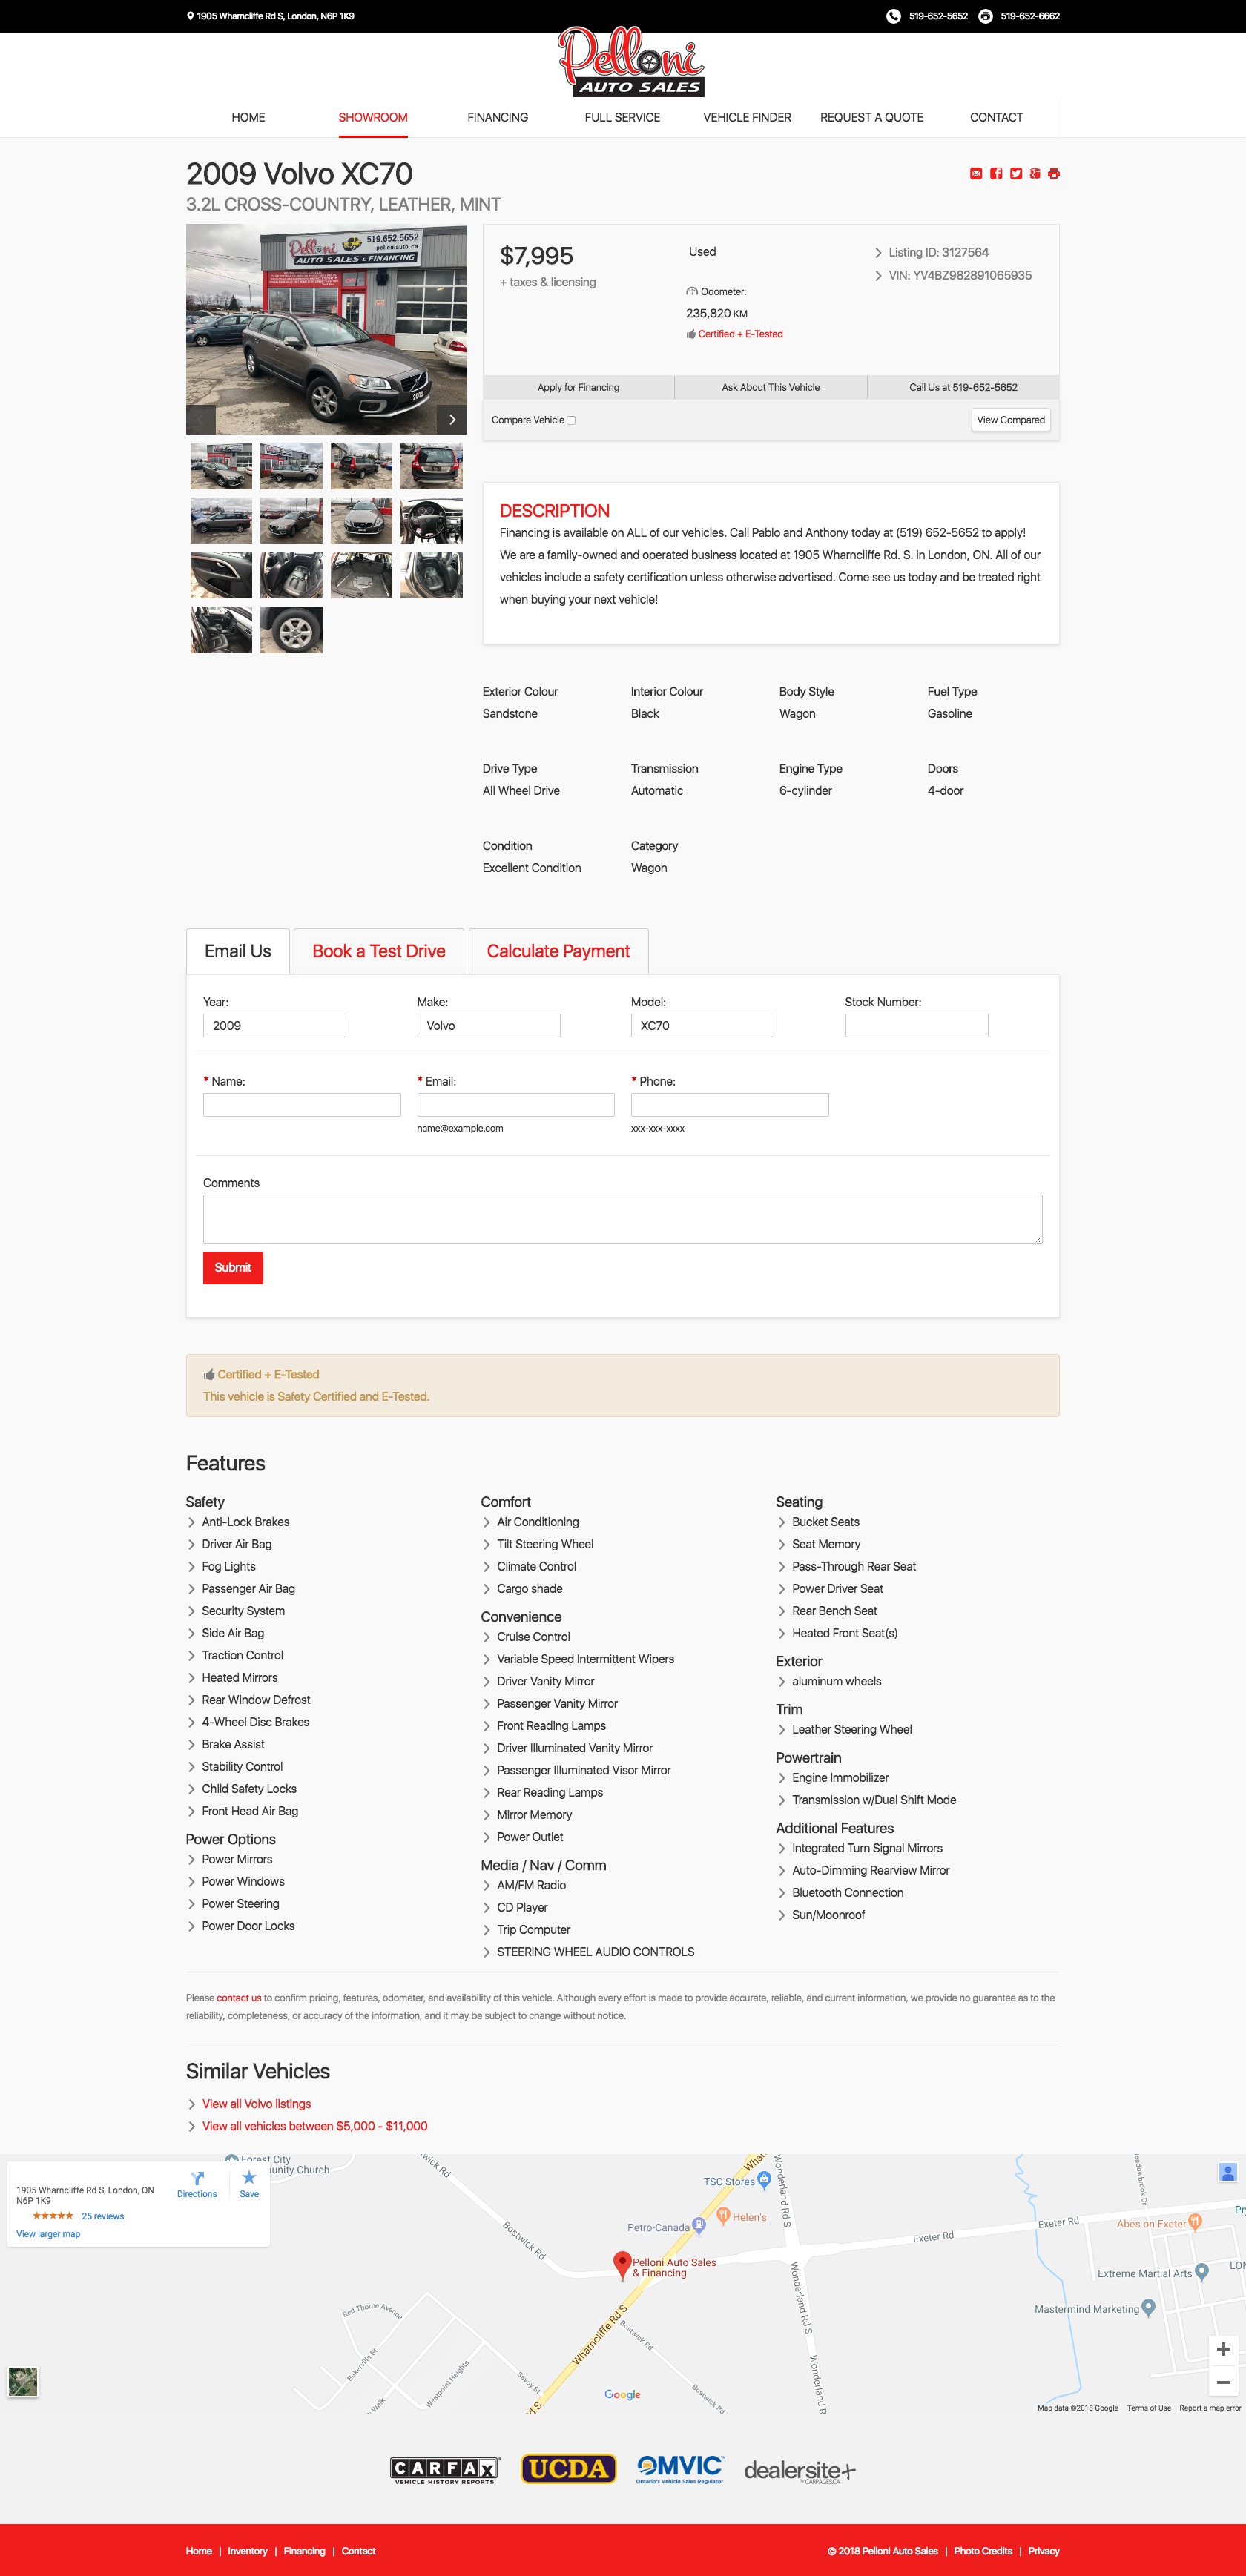 1905 Wharncliffe Rd S, London, N6P 1K9
519-652-5652
519-652-6662
Pelloni
AUTO SALES
HOME
SHOWROOM
FINANCING
FULL SERVICE
VEHICLE FINDER
REQUEST A QUOTE
CONTACT
2009 Volvo XC70
3.2L CROSS-COUNTRY, LEATHER, MINT
Pelloni
519.652.5652
pelloniauto.ca
AUTO SALES & FINANCING
2009
$7,995
+ taxes & licensing
Used
Odometer:
235,820 KM
Certified + E-Tested
Listing ID: 3127564
VIN: YV4BZ982891065935
Apply for Financing
Ask About This Vehicle
Call Us at 519-652-5652
Compare Vehicle
View Compared
DESCRIPTION
Financing is available on ALL of our vehicles. Call Pablo and Anthony today at (519) 652-5652 to apply!
We are a family-owned and operated business located at 1905 Wharncliffe Rd. S. in London, ON. All of our
vehicles include a safety certification unless otherwise advertised. Come see us today and be treated right
when buying your next vehicle!
Exterior Colour
Sandstone
Interior Colour
Black
Body Style
Wagon
Fuel Type
Gasoline
Drive Type
All Wheel Drive
Transmission
Automatic
Engine Type
6-cylinder
Doors
4-door
Condition
Excellent Condition
Category
Wagon
Email Us
Book a Test Drive
Calculate Payment
Year:
2009
Make:
Volvo
Model:
XC70
Stock Number:
* Name:
* Email:
name@example.com
* Phone:
xxx-xxx-xxxx
Comments
Submit
Certified + E-Tested
This vehicle is Safety Certified and E-Tested.
Features
Safety
Anti-Lock Brakes
Driver Air Bag
Fog Lights
Passenger Air Bag
Security System
Side Air Bag
Traction Control
Heated Mirrors
Rear Window Defrost
4-Wheel Disc Brakes
Brake Assist
Stability Control
Child Safety Locks
Front Head Air Bag
Power Options
Power Mirrors
Power Windows
Power Steering
Power Door Locks
Comfort
Air Conditioning
Tilt Steering Wheel
Climate Control
Cargo shade
Convenience
Cruise Control
Variable Speed Intermittent Wipers
Driver Vanity Mirror
Passenger Vanity Mirror
Front Reading Lamps
Driver Illuminated Vanity Mirror
Passenger Illuminated Visor Mirror
Rear Reading Lamps
Mirror Memory
Power Outlet
Media / Nav / Comm
AM/FM Radio
CD Player
Trip Computer
STEERING WHEEL AUDIO CONTROLS
Seating
Bucket Seats
Seat Memory
Pass-Through Rear Seat
Power Driver Seat
Rear Bench Seat
Heated Front Seat(s)
Exterior
aluminum wheels
Trim
Leather Steering Wheel
Powertrain
Engine Immobilizer
Transmission w/Dual Shift Mode
Additional Features
Integrated Turn Signal Mirrors
Auto-Dimming Rearview Mirror
Bluetooth Connection
Sun/Moonroof
Please contact us to confirm pricing, features, odometer, and availability of this vehicle. Although every effort is made to provide accurate, reliable, and current information, we provide no guarantee as to the
reliability, completeness, or accuracy of the information; and it may be subject to change without notice.
Similar Vehicles
View all Volvo listings
View all vehicles between $5,000 - $11,000
1905 Wharncliffe Rd S, London, ON
N6P 1K9
25 reviews
View larger map
Directions
Save
Forest City
unity Church
wick Rd
Bostwick Rd
Whar
TSC Stores
Wonderland Rd S
Petro-Canada
Helen's
Exeter Rd
Exeter Rd
eadowbrook Dr
Abes on Exeter
Pr
Pelloni Auto Sales
& Financing
Extreme Martial Arts
LON
Mastermind Marketing
Red Thorne Avenue
Wharncliffe Rd S
Bostwick Rd
Wonderland Rd S
Bakervilla St
Westpoint Heights
Savoy St
Bostwick Rd
Wonderland R
Walk
rd S
Google
Map data ©2018 Google
Terms of Use
Report a map error
CARFAX
VEHICLE HISTORY REPORTS
UCDA
OMVIC
Ontario's Vehicle Sales Regulator
dealersite+
by CARPAGES.CA
Home | Inventory | Financing | Contact
© 2018 Pelloni Auto Sales | Photo Credits | Privacy